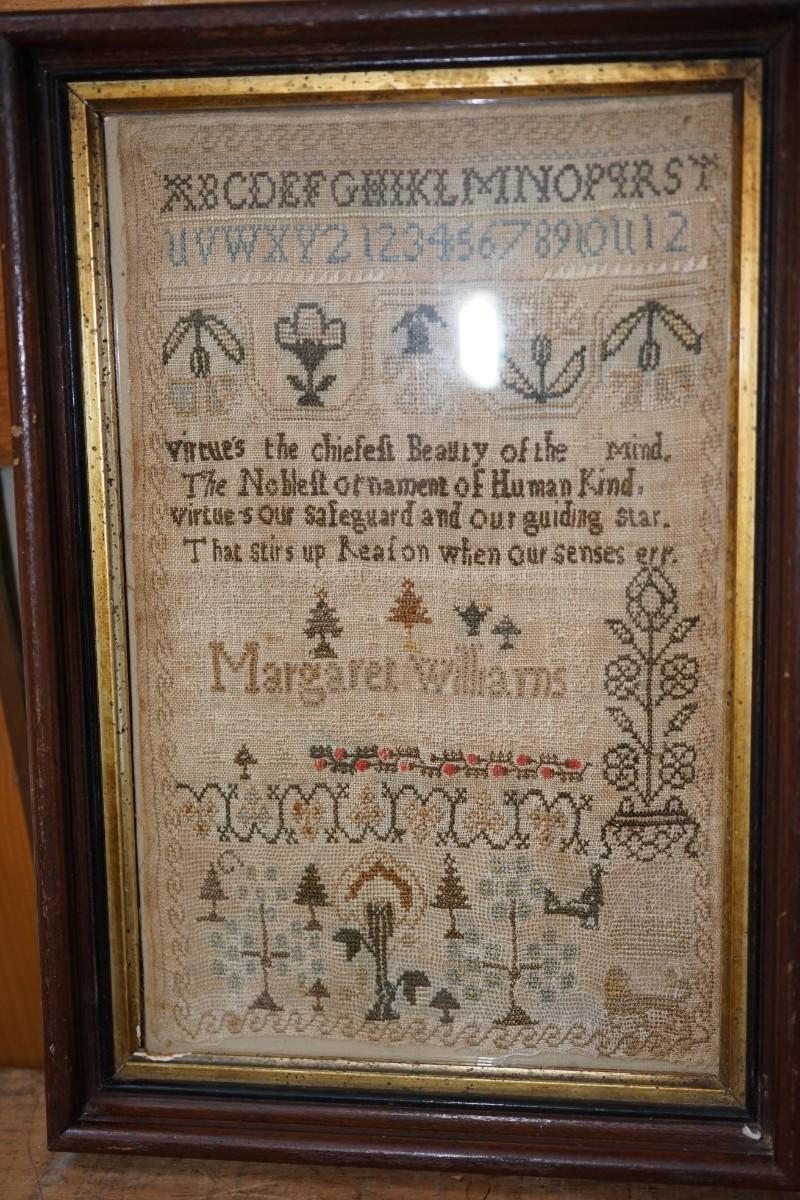 ABCDEFGHIKLMNOPQRST
UVWXYZ 123456789101112
Virtue's the chiefeſt Beauty of the Mind.
The Nobleſt ornament of Human Kind.
Virtue's Our safeguard and Our guiding star.
That stirs up Reaſon when Our senses err.
Margaret Williams